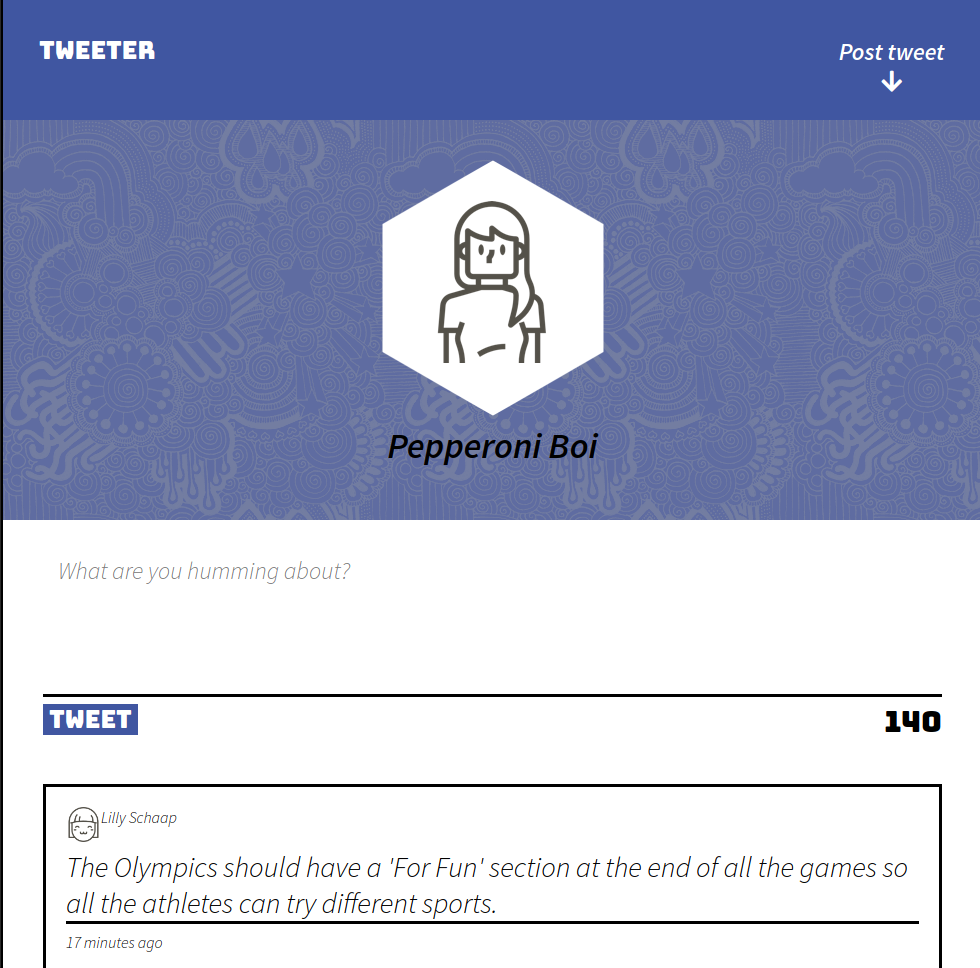 TWEETER
Post tweet
Pepperoni Boi
What are you humming about?
TWEET
140
Lilly Schaap
The Olympics should have a 'For Fun' section at the end of all the games so
all the athletes can try different sports.
17 minutes ago